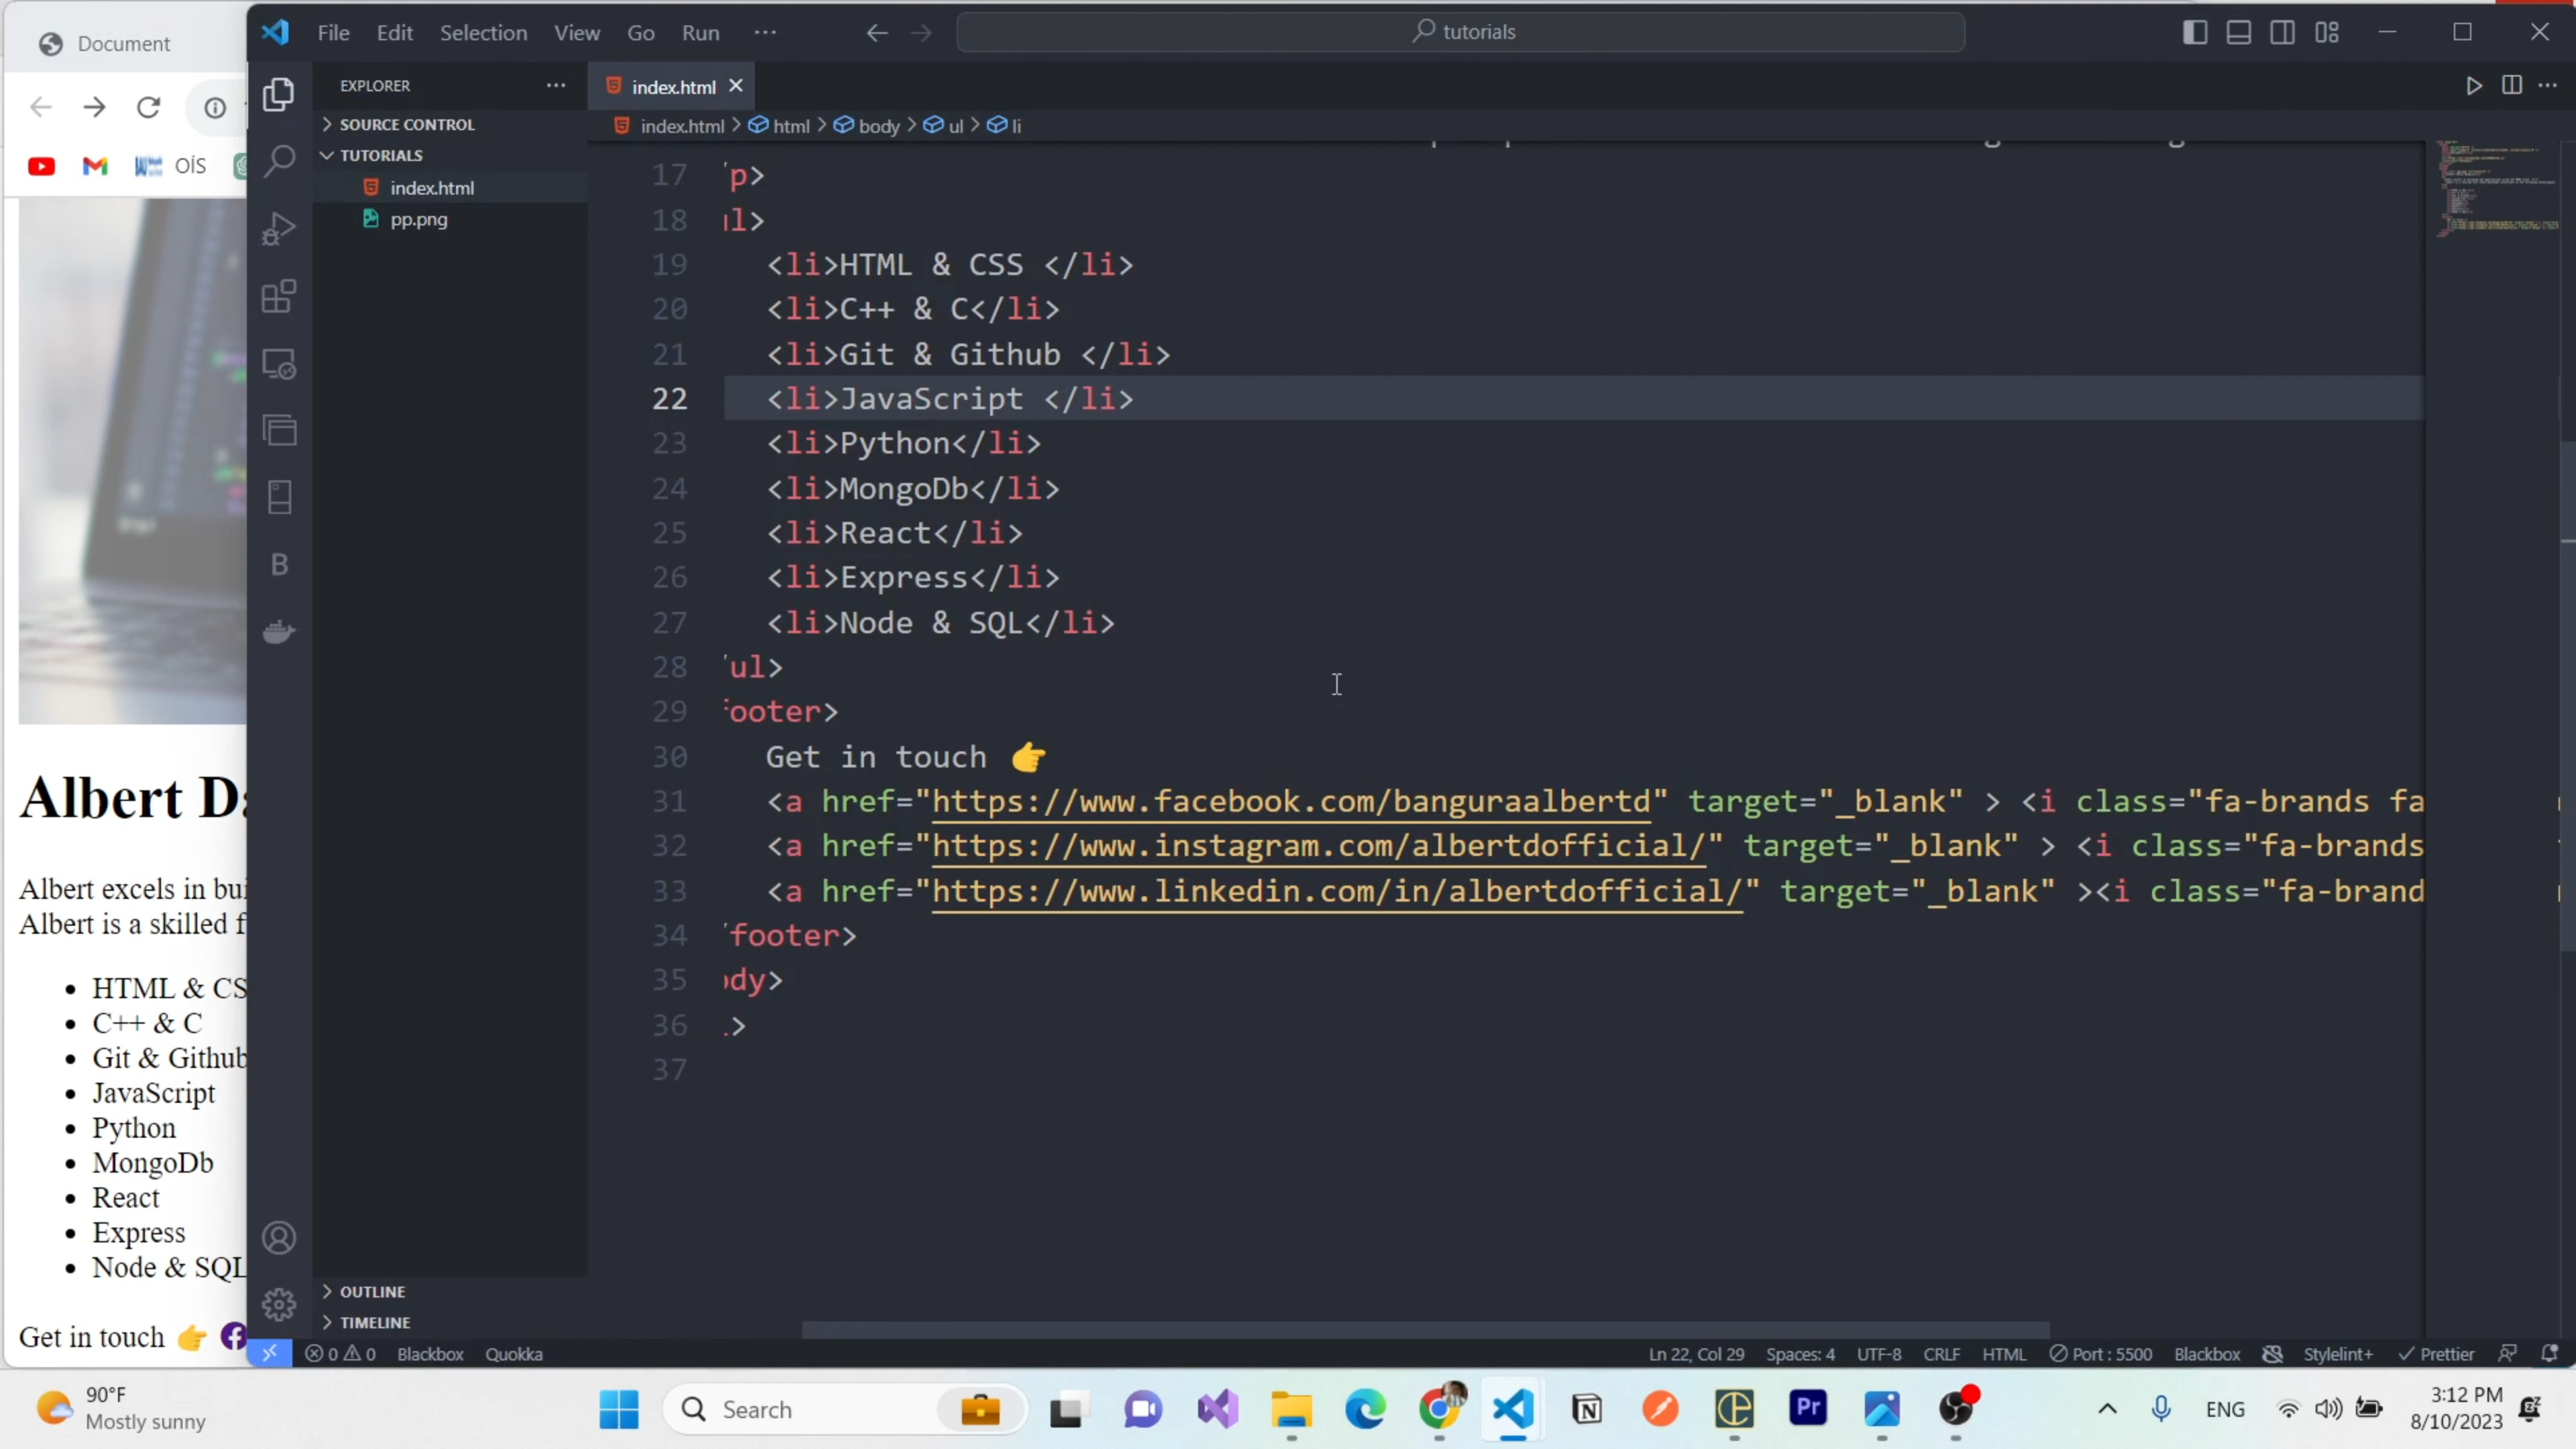 Document
File Edit Selection View Go Run ···
tutorials
EXPLORER ···
index.html
SOURCE CONTROL
index.html > html > body > ul > li
TUTORIALS
index.html
pp.png
OİS
17 p>
18 l>
19 <li>HTML & CSS </li>
20 <li>C++ & C</li>
21 <li>Git & Github </li>
22 <li>JavaScript </li>
23 <li>Python</li>
24 <li>MongoDb</li>
25 <li>React</li>
26 <li>Express</li>
27 <li>Node & SQL</li>
28 ul>
29 ooter>
30 Get in touch 👉
31 <a href="https://www.facebook.com/banguraalbertd" target="_blank" > <i class="fa-brands fa
32 <a href="https://www.instagram.com/albertdofficial/" target="_blank" > <i class="fa-brands
33 <a href="https://www.linkedin.com/in/albertdofficial/" target="_blank" ><i class="fa-brand
34 footer>
35 dy>
36 >
37
B
OUTLINE
TIMELINE
Albert Da
Albert excels in bui
Albert is a skilled f
• HTML & CS
• C++ & C
• Git & Github
• JavaScript
• Python
• MongoDb
• React
• Express
• Node & SQL
Get in touch 👉
0 0 Blackbox Quokka
Ln 22, Col 29 Spaces: 4 UTF-8 CRLF HTML Port : 5500 Blackbox Stylelint+ Prettier
90°F
Mostly sunny
Search
Pr
ENG
3:12 PM
8/10/2023